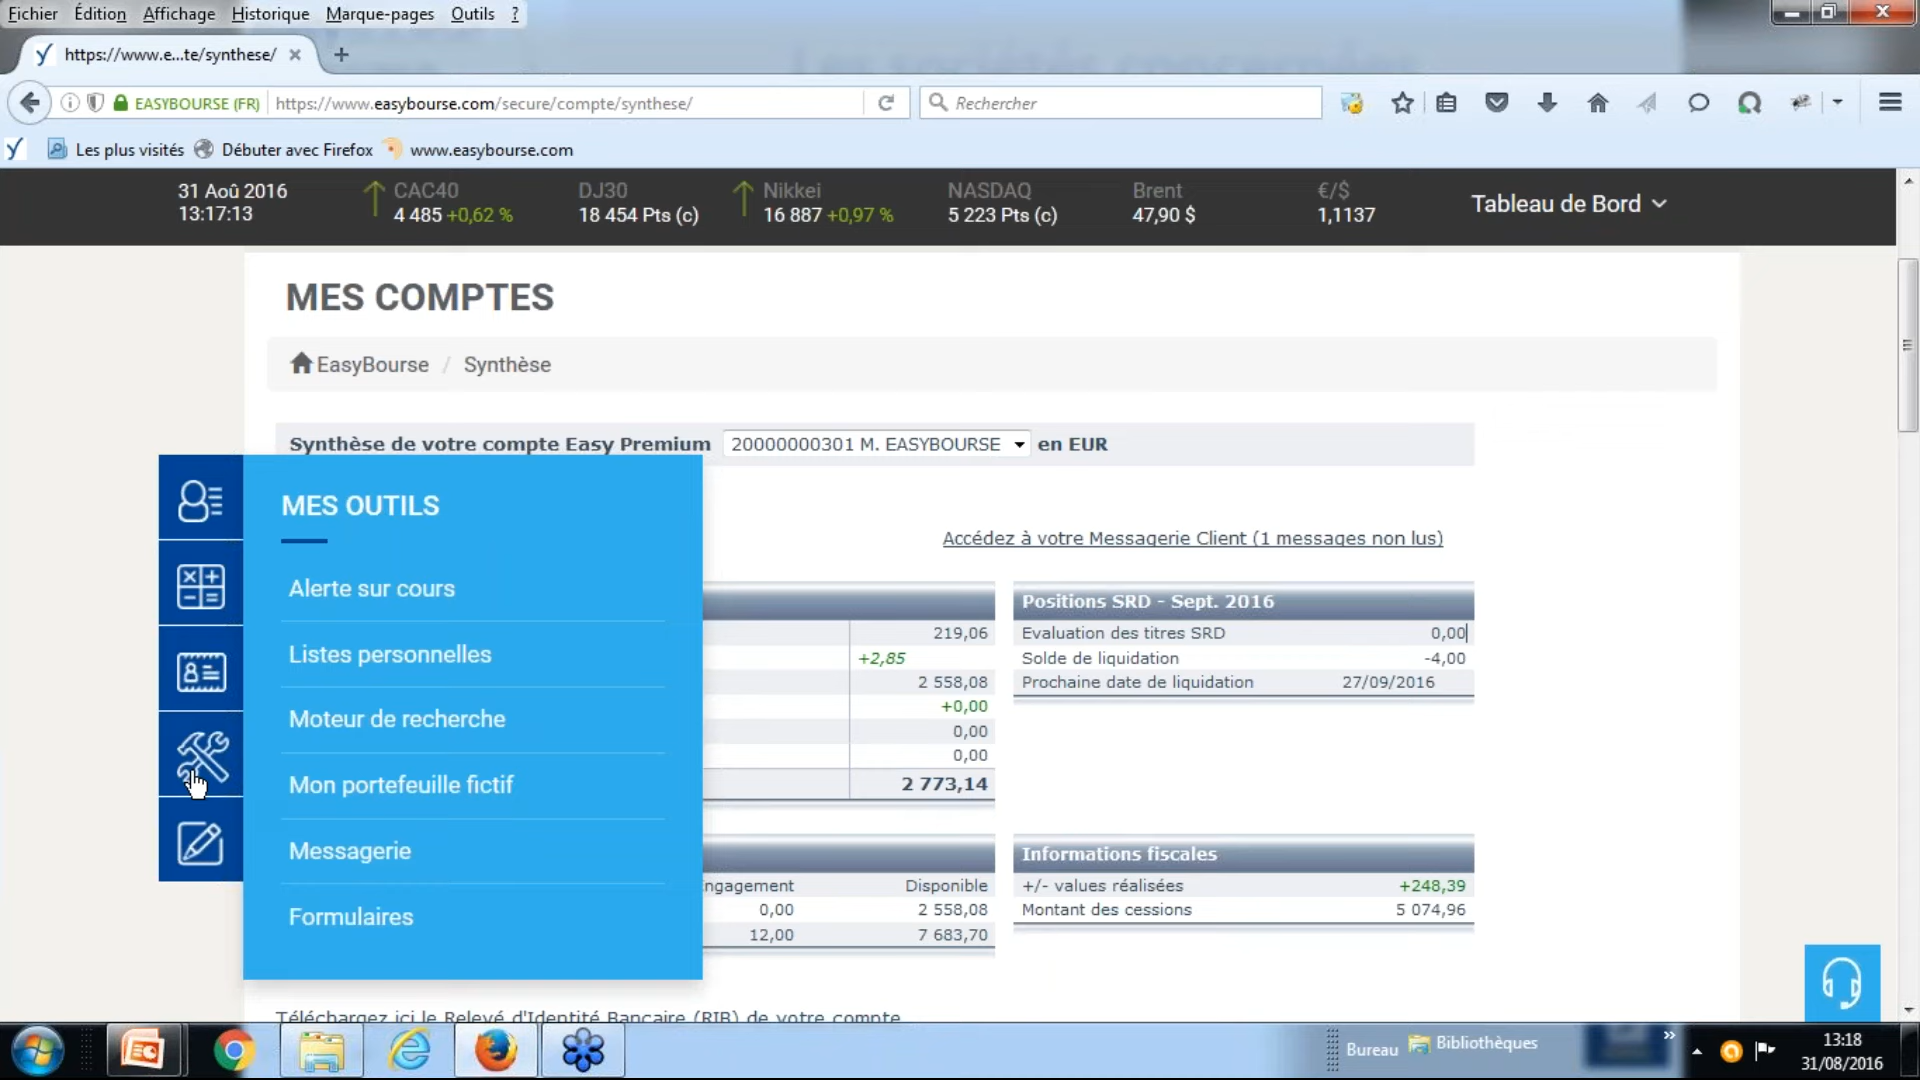 Fichier Édition Affichage Historique Marque-pages Outils ?
https://www.e...te/synthese/
EASYBOURSE (FR) https://www.easybourse.com/secure/compte/synthese/
Rechercher
Les plus visités Débuter avec Firefox www.easybourse.com
31 Aoû 2016
13:17:13
CAC40
4 485 +0,62 %
DJ30
18 454 Pts (c)
Nikkei
16 887 +0,97 %
NASDAQ
5 223 Pts (c)
Brent
47,90 $
€/$
1,1137
Tableau de Bord
MES COMPTES
EasyBourse / Synthèse
Synthèse de votre compte Easy Premium 20000000301 M. EASYBOURSE en EUR
Accédez à votre Messagerie Client (1 messages non lus)
MES OUTILS
Alerte sur cours
Listes personnelles
Moteur de recherche
Mon portefeuille fictif
Messagerie
Formulaires
219,06
+2,85
2 558,08
+0,00
0,00
0,00
2 773,14
Positions SRD - Sept. 2016
Evaluation des titres SRD 0,00
Solde de liquidation -4,00
Prochaine date de liquidation 27/09/2016
ngagement Disponible
0,00 2 558,08
12,00 7 683,70
Informations fiscales
+/- values réalisées +248,39
Montant des cessions 5 074,96
Téléchargez ici le Relevé d'Identité Bancaire (RIB) de votre compte
Bureau Bibliothèques »
13:18
31/08/2016